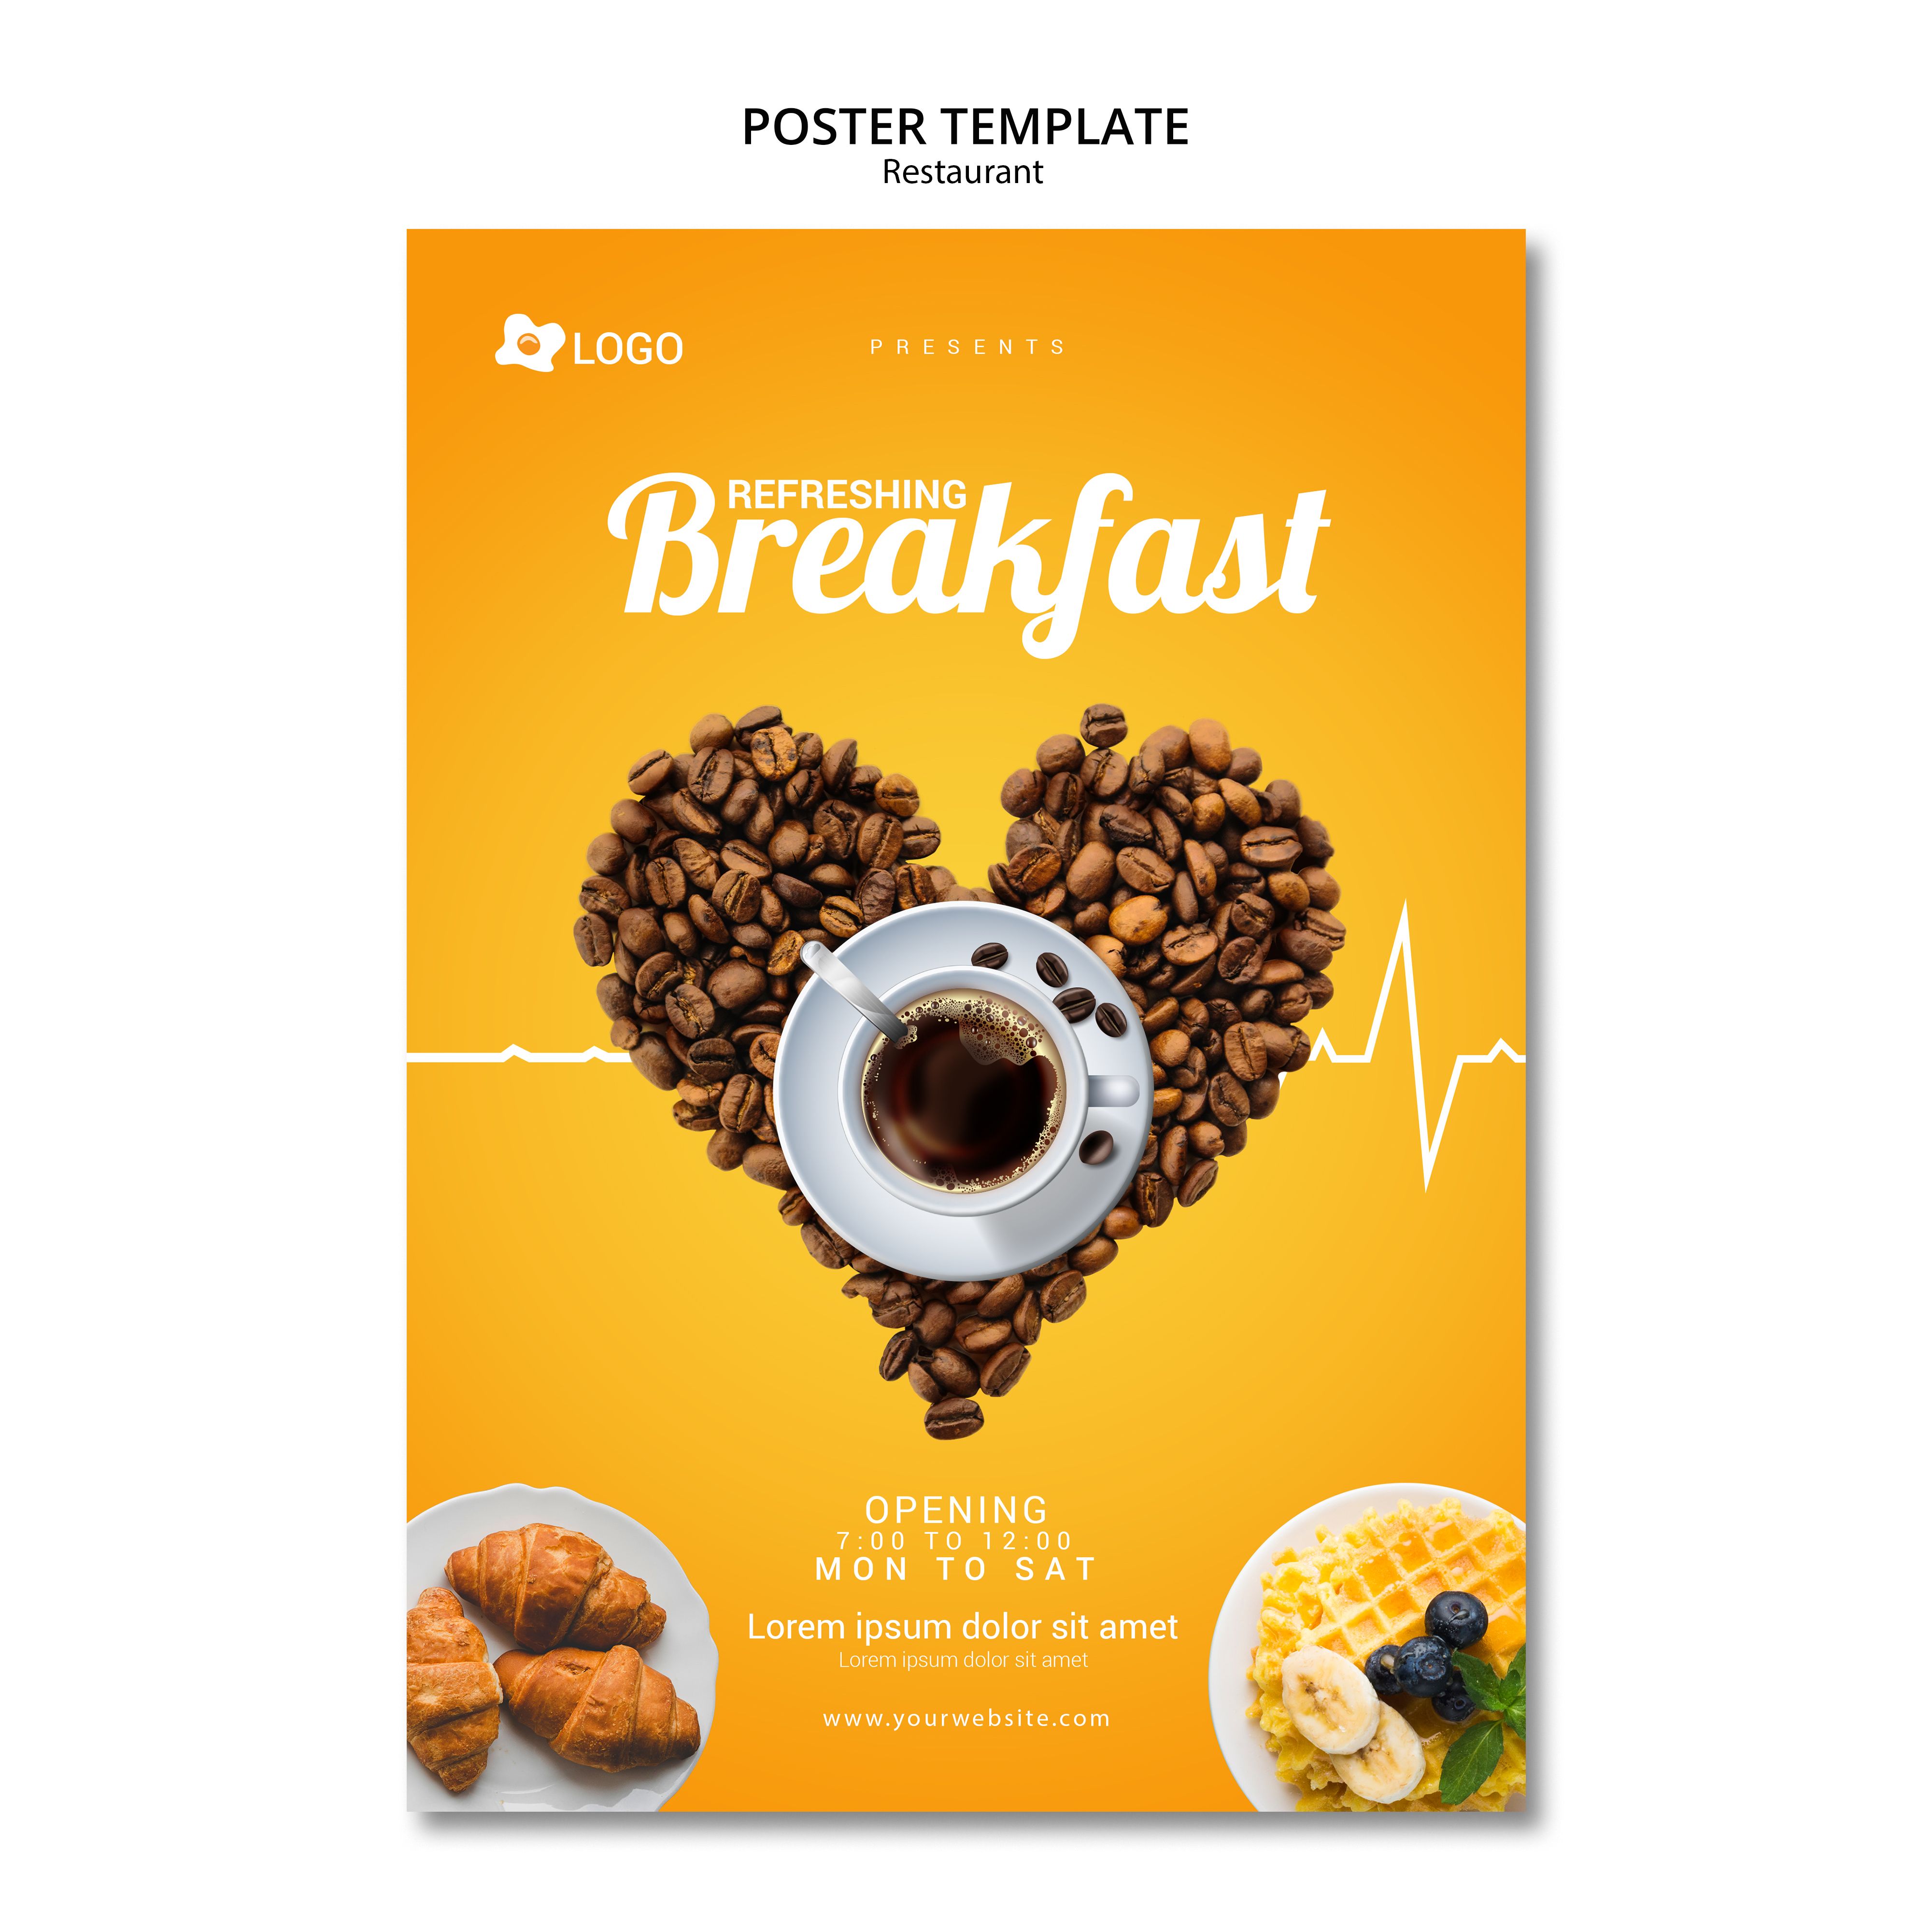 POSTER TEMPLATE
Restaurant
LOGO
PRESENTS
REFRESHING
Breakfast
OPENING
7:00 TO 12:00
MON TO SAT
Lorem ipsum dolor sit amet
Lorem ipsum dolor sit amet
www.yourwebsite.com